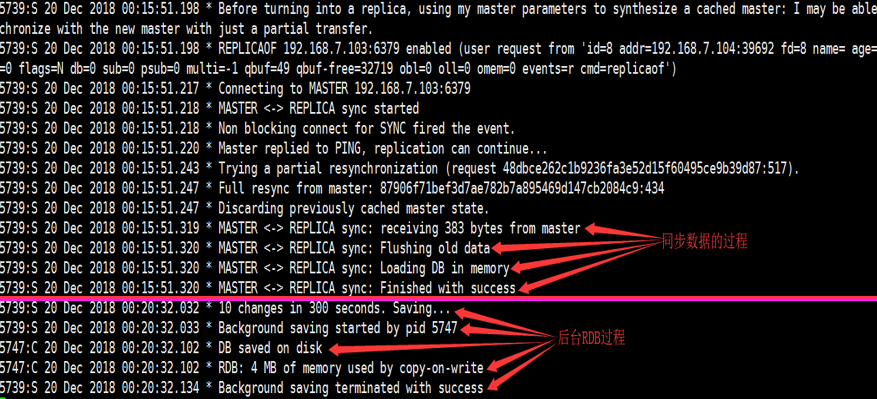 5739:S 20 Dec 2018 00:15:51.198 * Before turning into a replica, using my master parameters to synthesize a cached master: I may be able
chronize with the new master with just a partial transfer.
5739:S 20 Dec 2018 00:15:51.198 * REPLICAOF 192.168.7.103:6379 enabled (user request from 'id=8 addr=192.168.7.104:39692 fd=8 name= age=
=0 flags=N db=0 sub=0 psub=0 multi=-1 qbuf=49 qbuf-free=32719 obl=0 oll=0 omem=0 events=r cmd=replicaof')
5739:S 20 Dec 2018 00:15:51.217 * Connecting to MASTER 192.168.7.103:6379
5739:S 20 Dec 2018 00:15:51.218 * MASTER <-> REPLICA sync started
5739:S 20 Dec 2018 00:15:51.218 * Non blocking connect for SYNC fired the event.
5739:S 20 Dec 2018 00:15:51.220 * Master replied to PING, replication can continue...
5739:S 20 Dec 2018 00:15:51.243 * Trying a partial resynchronization (request 48dbce262c1b9236fa3e52d15f60495ce9b39d87:517).
5739:S 20 Dec 2018 00:15:51.247 * Full resync from master: 87906f71bef3d7ae782b7a895469d147cb2084c9:434
5739:S 20 Dec 2018 00:15:51.247 * Discarding previously cached master state.
5739:S 20 Dec 2018 00:15:51.319 * MASTER <-> REPLICA sync: receiving 383 bytes from master
5739:S 20 Dec 2018 00:15:51.320 * MASTER <-> REPLICA sync: Flushing old data
同步数据的过程
5739:S 20 Dec 2018 00:15:51.320 * MASTER <-> REPLICA sync: Loading DB in memory
5739:S 20 Dec 2018 00:15:51.320 * MASTER <-> REPLICA sync: Finished with success
5739:S 20 Dec 2018 00:20:32.032 * 10 changes in 300 seconds. Saving...
5739:S 20 Dec 2018 00:20:32.033 * Background saving started by pid 5747
后台RDB过程
5747:C 20 Dec 2018 00:20:32.102 * DB saved on disk
5747:C 20 Dec 2018 00:20:32.102 * RDB: 4 MB of memory used by copy-on-write
5739:S 20 Dec 2018 00:20:32.134 * Background saving terminated with success